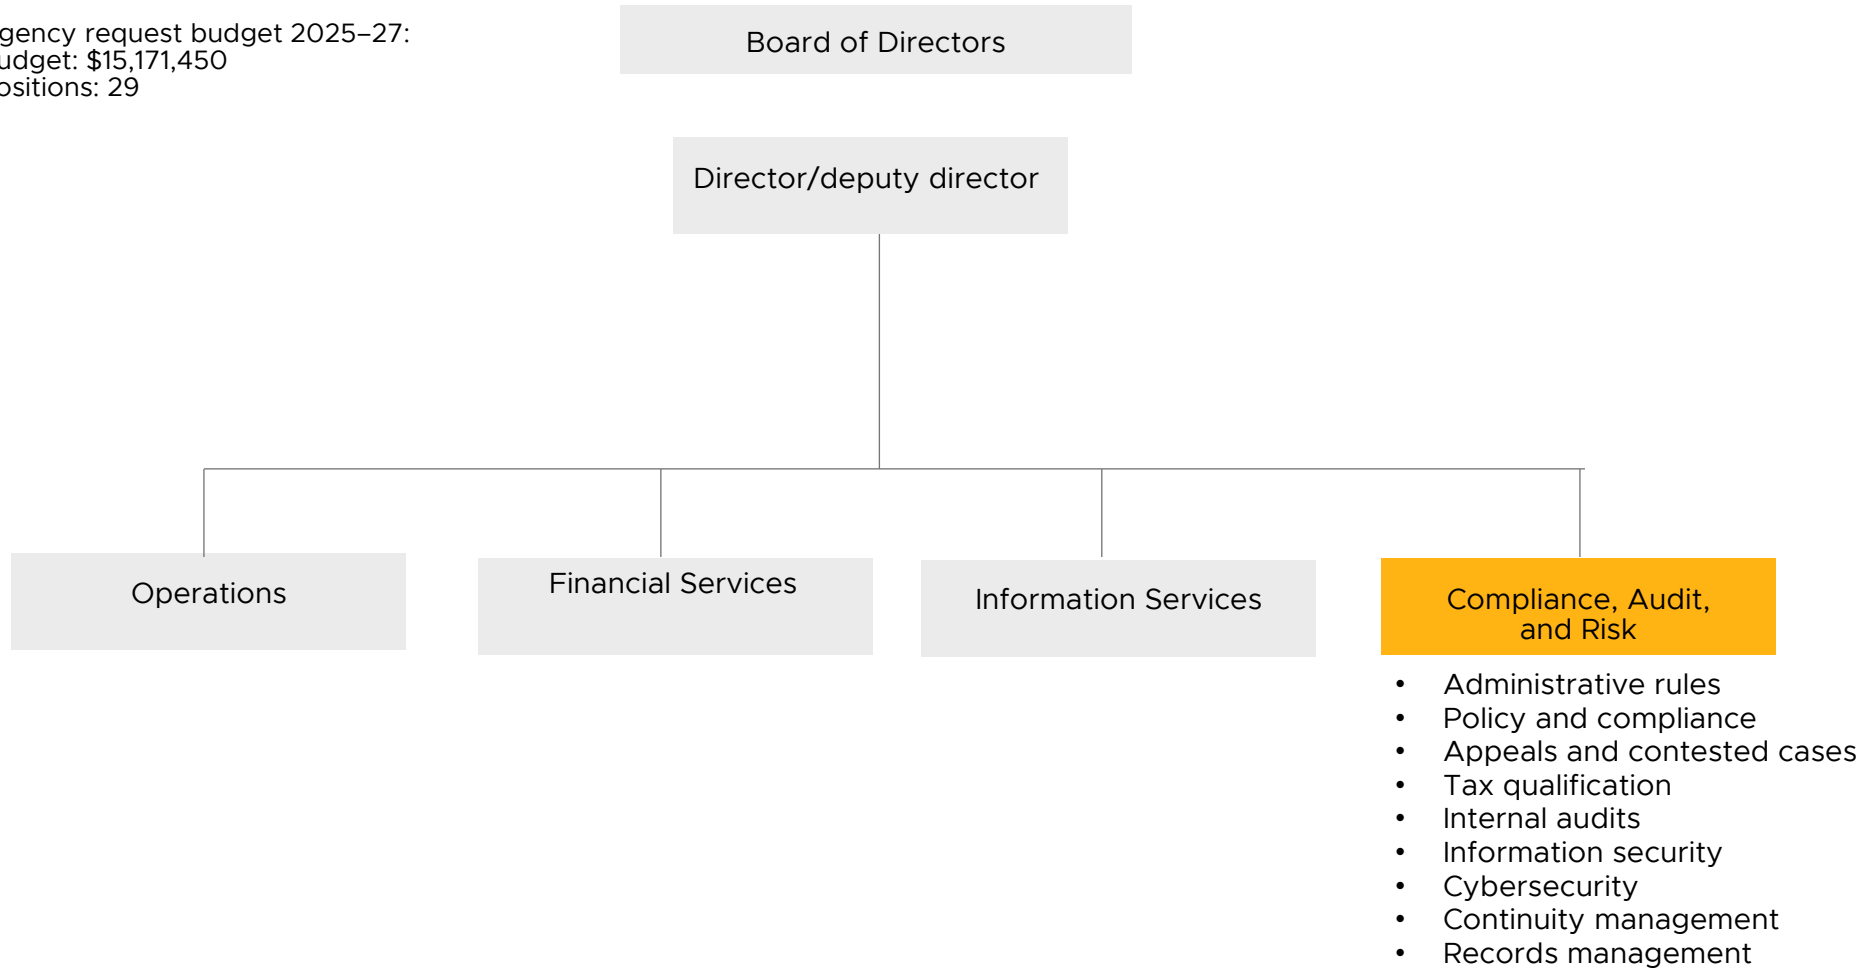 gency request budget 2025–27:
udget: $15,171,450
ositions: 29
Board of Directors
Director/deputy director
Operations
Financial Services
Information Services
Compliance, Audit,
and Risk
• Administrative rules
• Policy and compliance
• Appeals and contested cases
• Tax qualification
• Internal audits
• Information security
• Cybersecurity
• Continuity management
• Records management